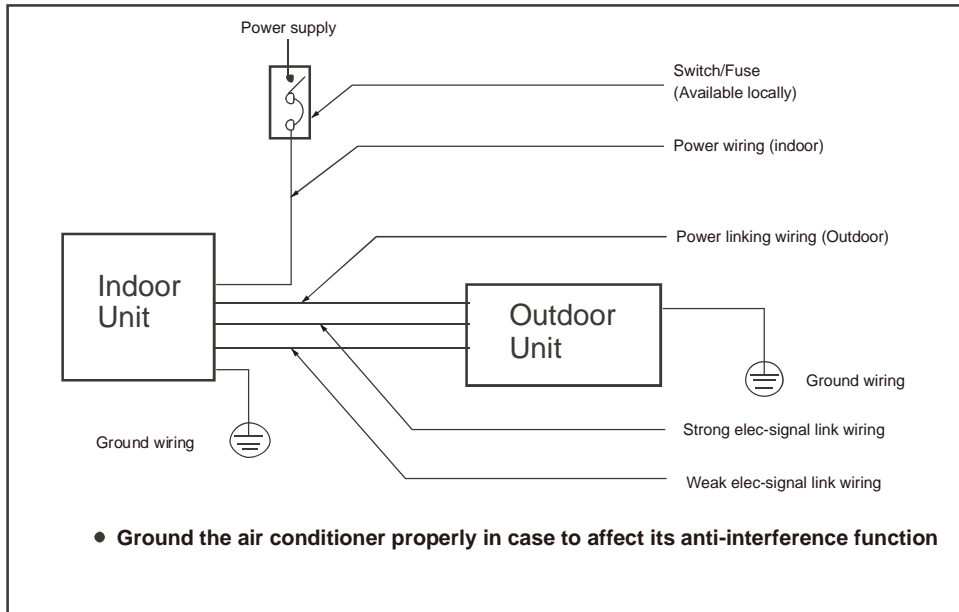 Power supply
Switch/Fuse
(Available locally)
Power wiring (indoor)
Power linking wiring (Outdoor)
Indoor
Unit
Outdoor
Unit
Ground wiring
Ground wiring
Strong elec-signal link wiring
Weak elec-signal link wiring
● Ground the air conditioner properly in case to affect its anti-interference function